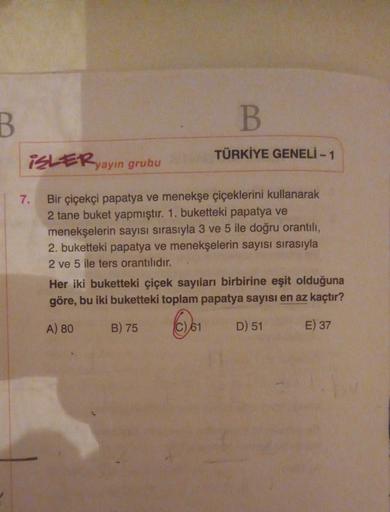 B
B
İŞLER yayın grubu
TÜRKİYE GENELİ - 1
7. Bir çiçekçi papatya ve menekşe çiçeklerini kullanarak
2 tane buket yapmıştır. 1. buketteki papatya ve
menekşelerin sayısı sırasıyla 3 ve 5 ile doğru orantılı,
2. buketteki papatya ve menekşelerin sayısı sırasıyla
2 ve 5 ile ters orantılıdır.
Her iki buketteki çiçek sayıları birbirine eşit olduğuna
göre, bu iki buketteki toplam papatya sayısı en az kaçtır?
A) 80 B) 75 C) 61 D) 51 E) 37